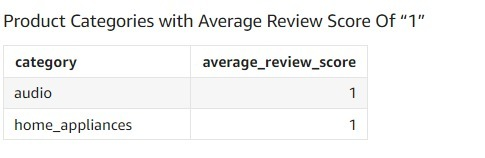 Product Categories with Average Review Score Of “1”
category average_review_score
audio 1
home_appliances 1